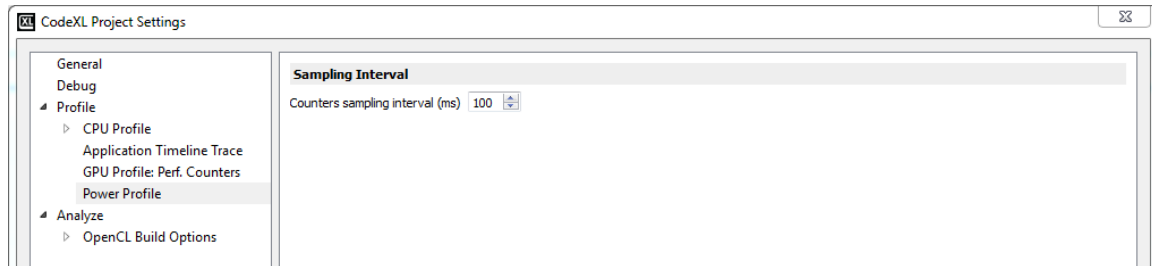 XL CodeXL Project Settings
General
Debug
Profile
CPU Profile
Application Timeline Trace
GPU Profile: Perf. Counters
Power Profile
Analyze
OpenCL Build Options
Sampling Interval
Counters sampling interval (ms) 100